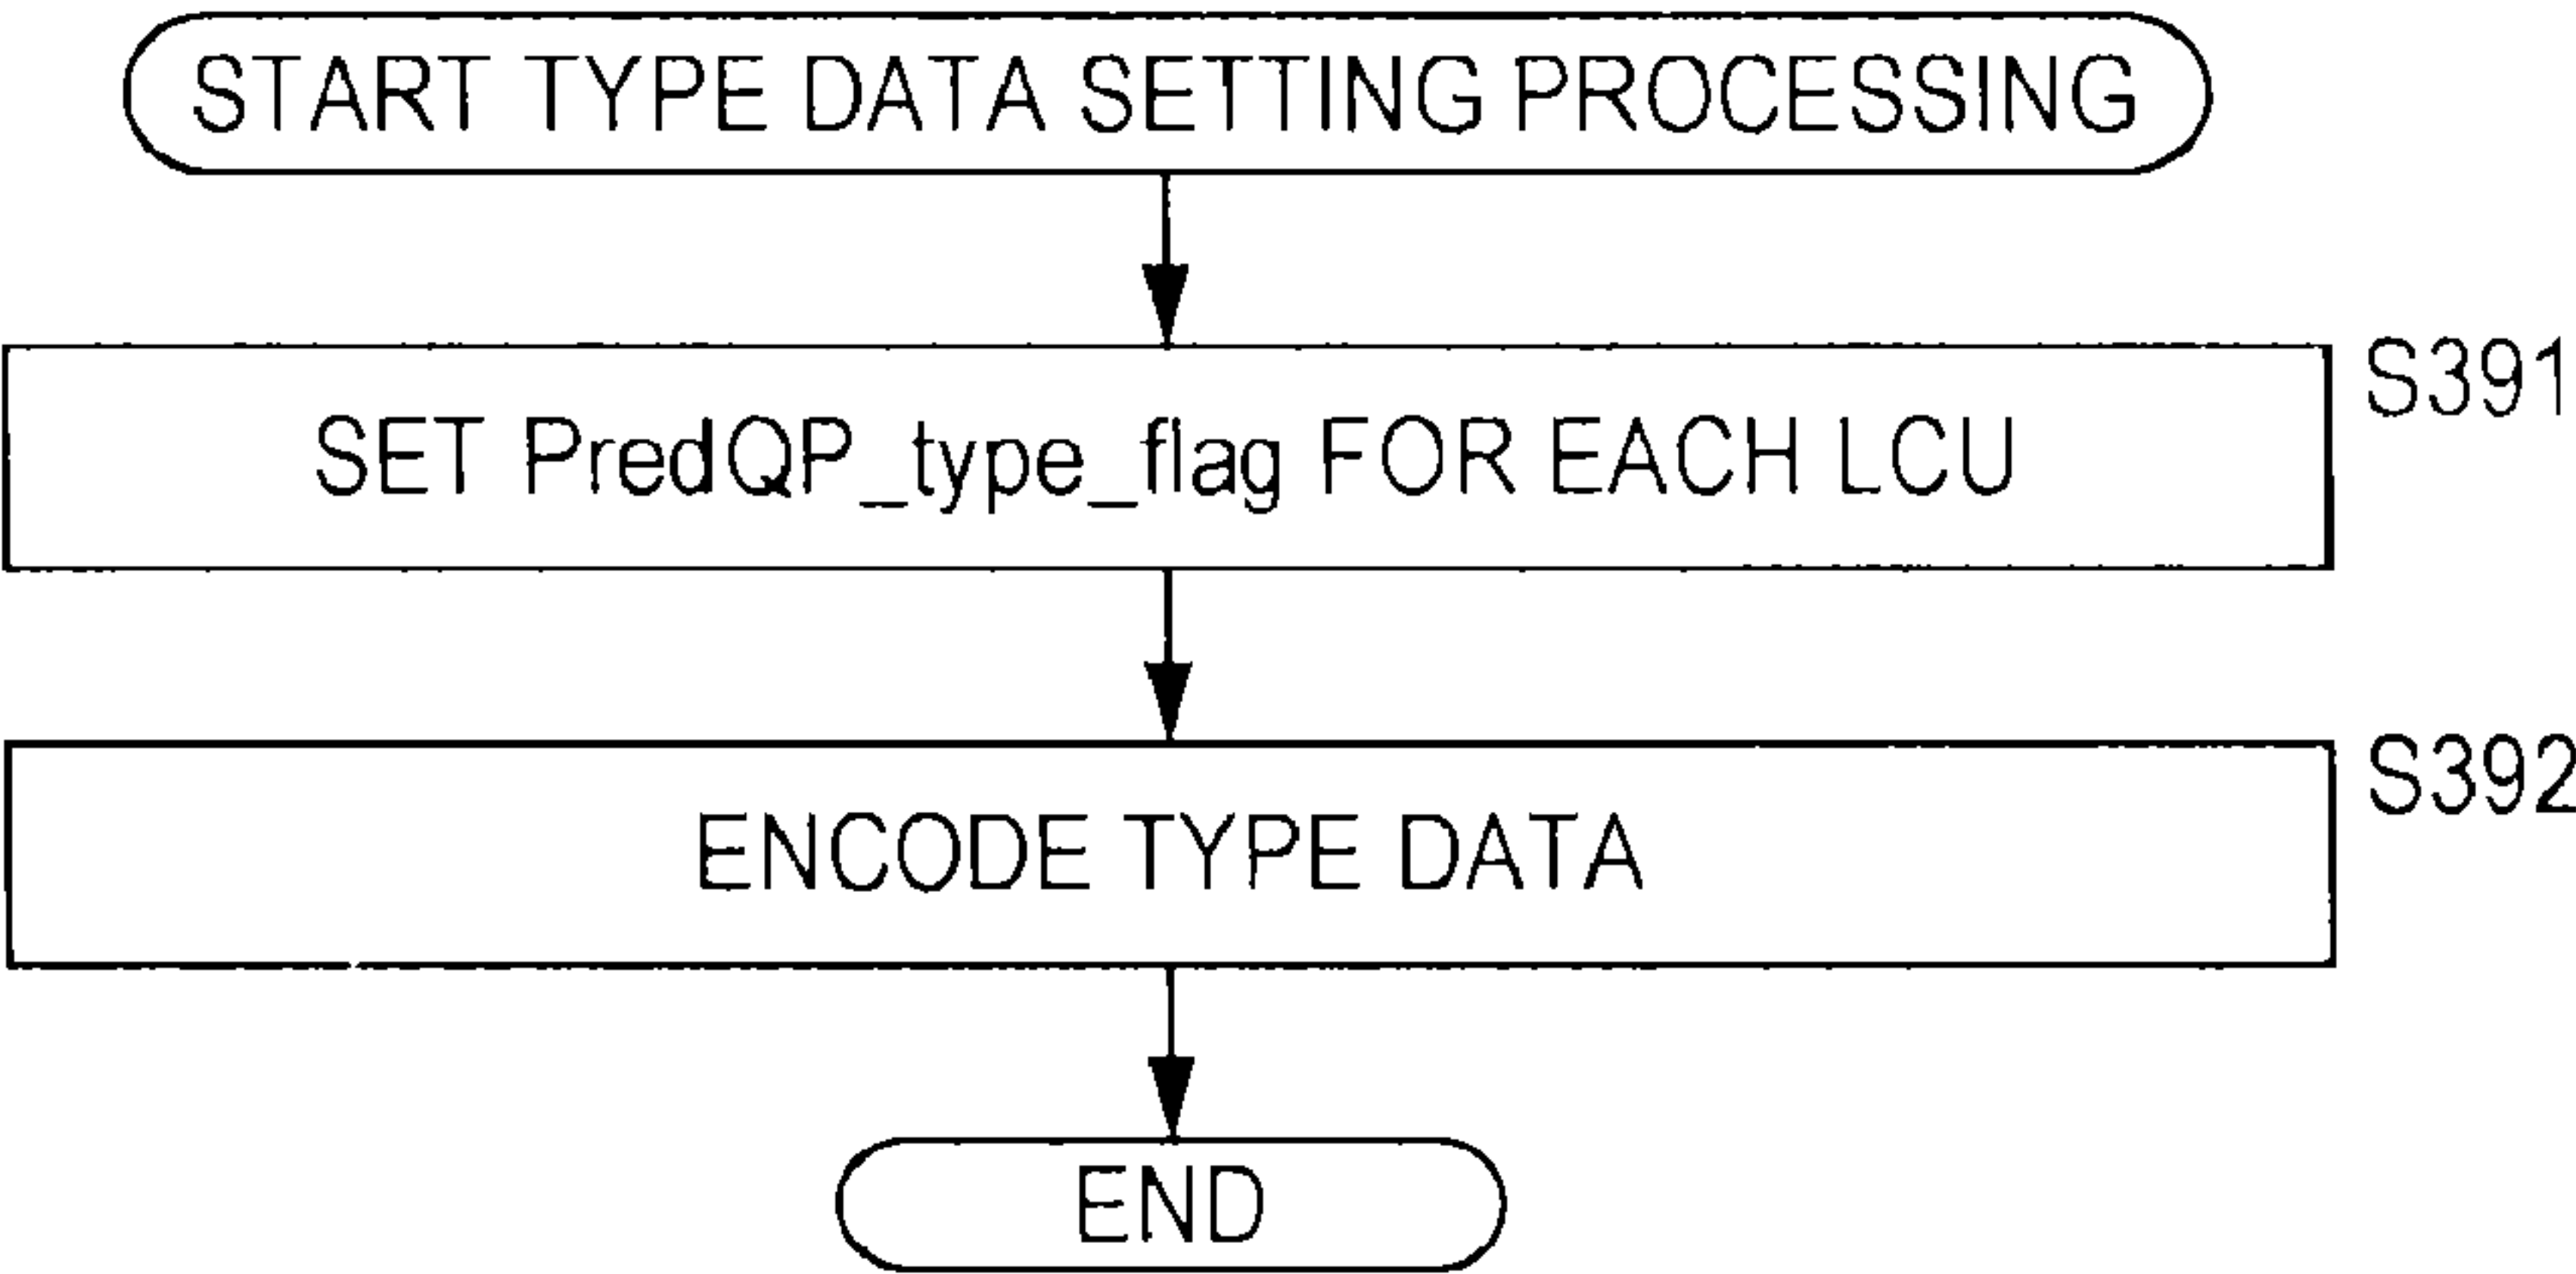 START TYPE DATA SETTING PROCESSING
S391
SET PredQP_type_flag FOR EACH LCU
S392
ENCODE TYPE DATA
END